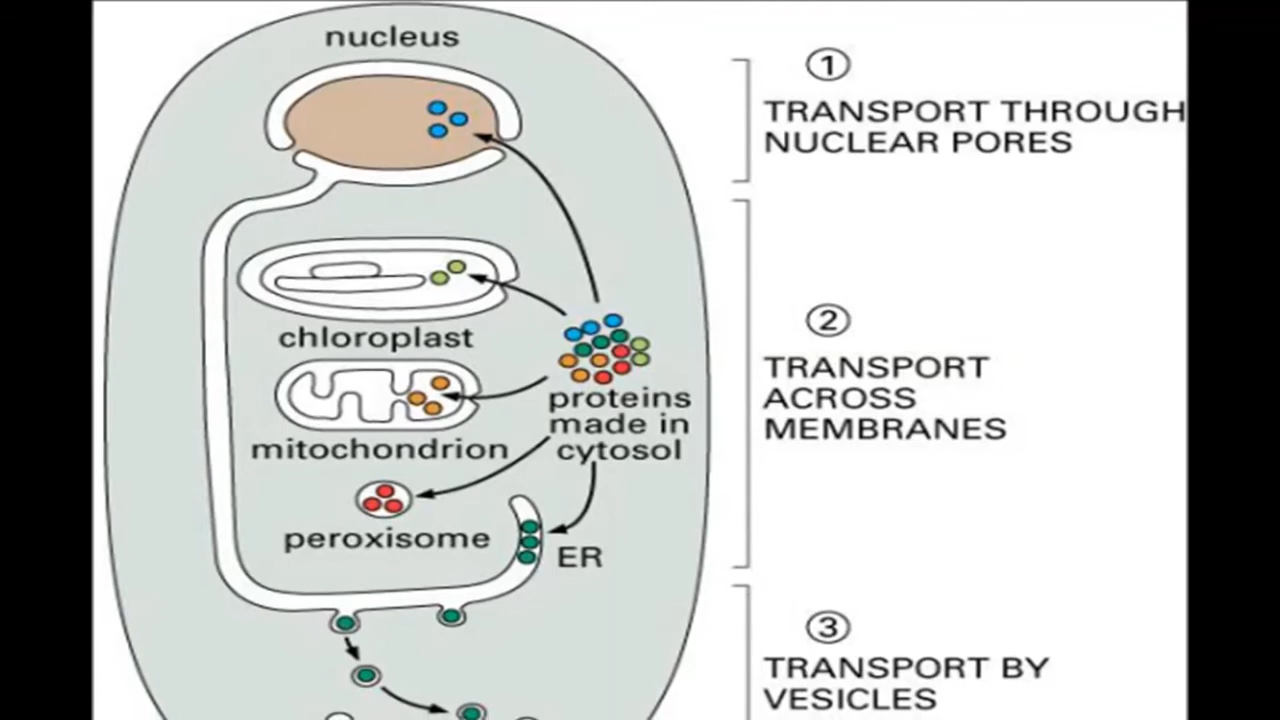 nucleus
chloroplast
mitochondrion
peroxisome
proteins
made in
cytosol
ER
1
TRANSPORT THROUGH
NUCLEAR PORES
2
TRANSPORT
ACROSS
MEMBRANES
3
TRANSPORT BY
VESICLES